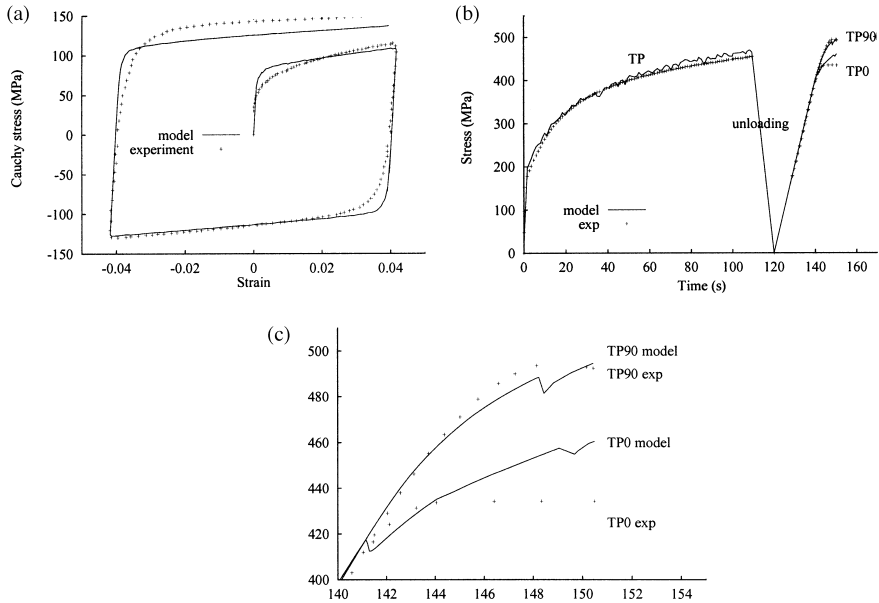 (a)
150
100
50
0
-50
-100
-150
Cauchy stress (MPa)
model
experiment
-0.04
-0.02
0
0.02
0.04
Strain
(b)
500
400
300
200
100
0
Stress (MPa)
TP
TP90
TP0
unloading
model
exp
0
20
40
60
80
100
120
140
160
Time (s)
(c)
500
480
460
440
420
400
TP90 model
TP90 exp
TP0 model
TP0 exp
140
142
144
146
148
150
152
154